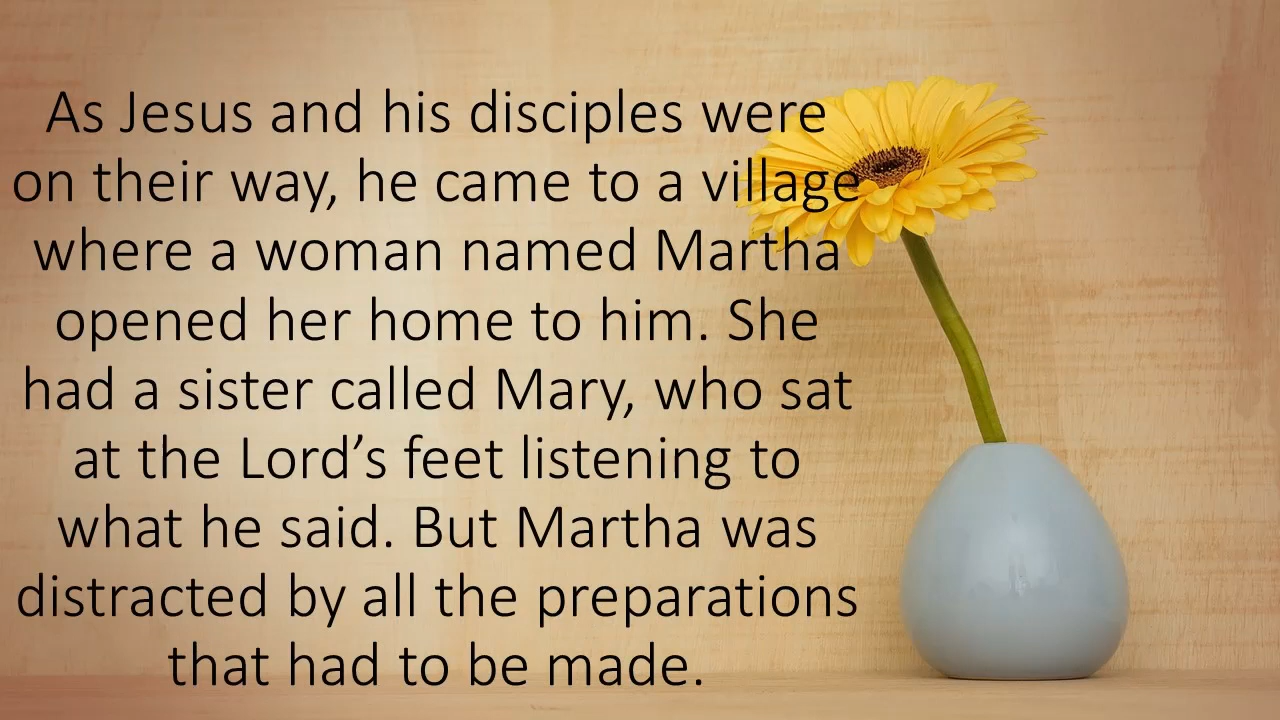 As Jesus and his disciples were
on their way, he came to a village
where a woman named Martha
opened her home to him. She
had a sister called Mary, who sat
at the Lord’s feet listening to
what he said. But Martha was
distracted by all the preparations
that had to be made.